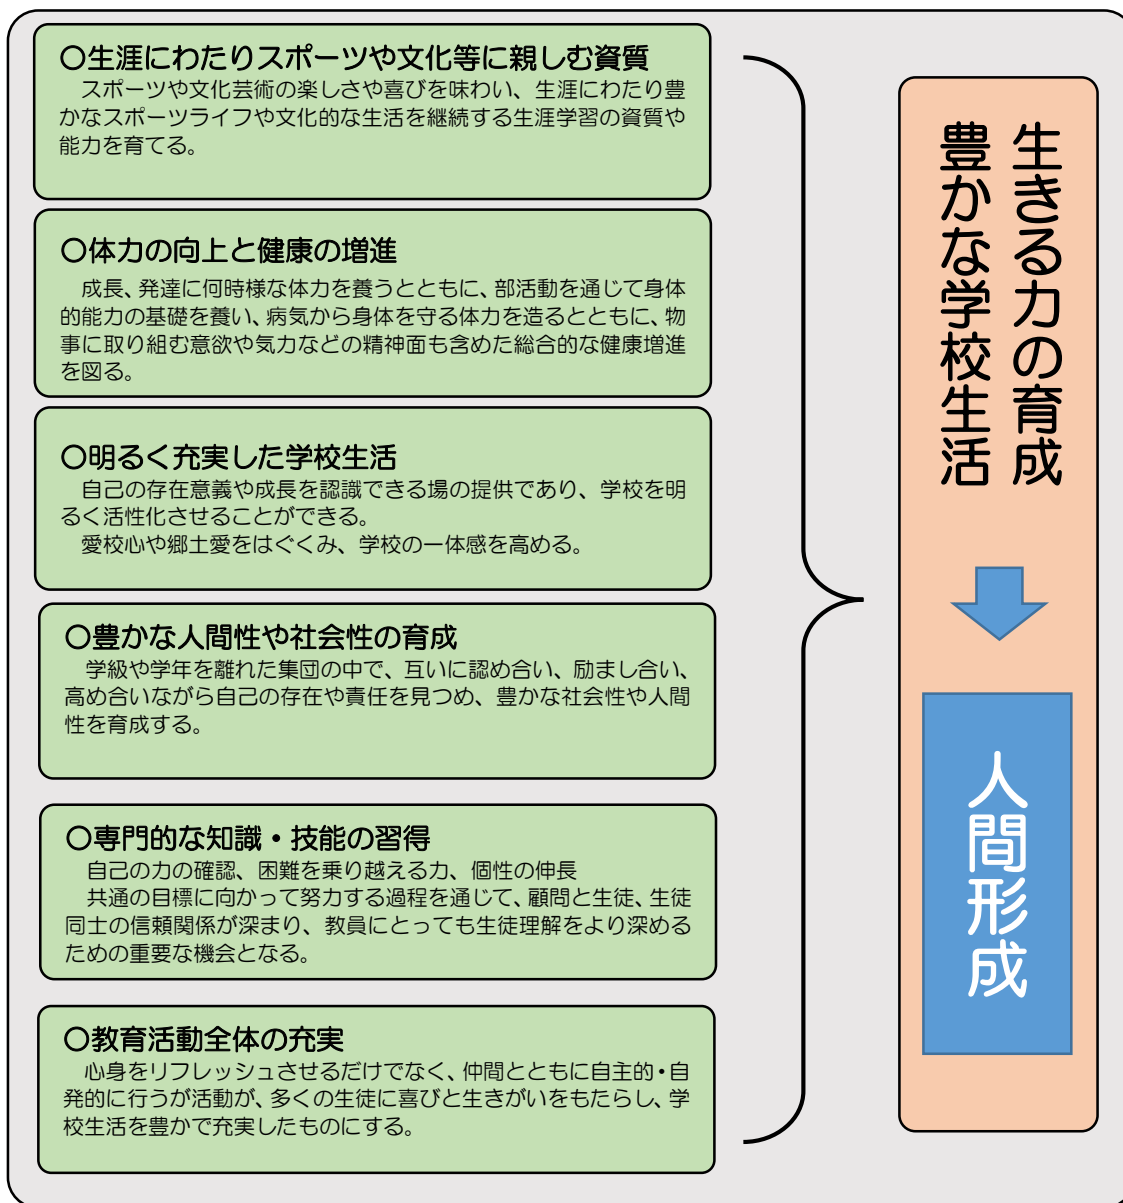 〇生涯にわたりスポーツや文化等に親しむ資質
スポーツや文化芸術の楽しさや喜びを味わい、生涯にわたり豊
かなスポーツライフや文化的な生活を継続する生涯学習の資質や
能力を育てる。
〇体力の向上と健康の増進
成長、発達に何時様な体力を養うとともに、部活動を通じて身体
的能力の基礎を養い、病気から身体を守る体力を造るとともに、物
事に取り組む意欲や気力などの精神面も含めた総合的な健康増進
を図る。
〇明るく充実した学校生活
自己の存在意義や成長を認識できる場の提供であり、学校を明
るく活性化させることができる。
愛校心や郷土愛をはぐくみ、学校の一体感を高める。
〇豊かな人間性や社会性の育成
学級や学年を離れた集団の中で、互いに認め合い、励まし合い、
高め合いながら自己の存在や責任を見つめ、豊かな社会性や人間
性を育成する。
〇専門的な知識・技能の習得
自己の力の確認、困難を乗り越える力、個性の伸長
共通の目標に向かって努力する過程を通じて、顧問と生徒、生徒
同士の信頼関係が深まり、教員にとっても生徒理解をより深める
ための重要な機会となる。
〇教育活動全体の充実
心身をリフレッシュさせるだけでなく、仲間とともに自主的・自
発的に行うが活動が、多くの生徒に喜びと生きがいをもたらし、学
校生活を豊かで充実したものにする。
生きる力の育成
豊かな学校生活
人間形成